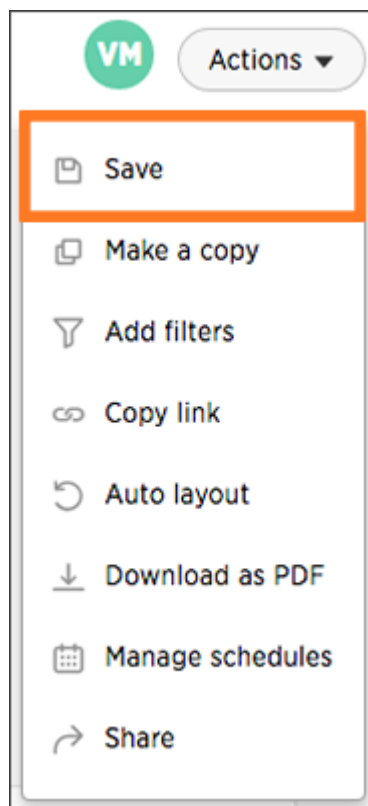 VM
Actions
Save
Make a copy
Add filters
Copy link
Auto layout
Download as PDF
Manage schedules
Share